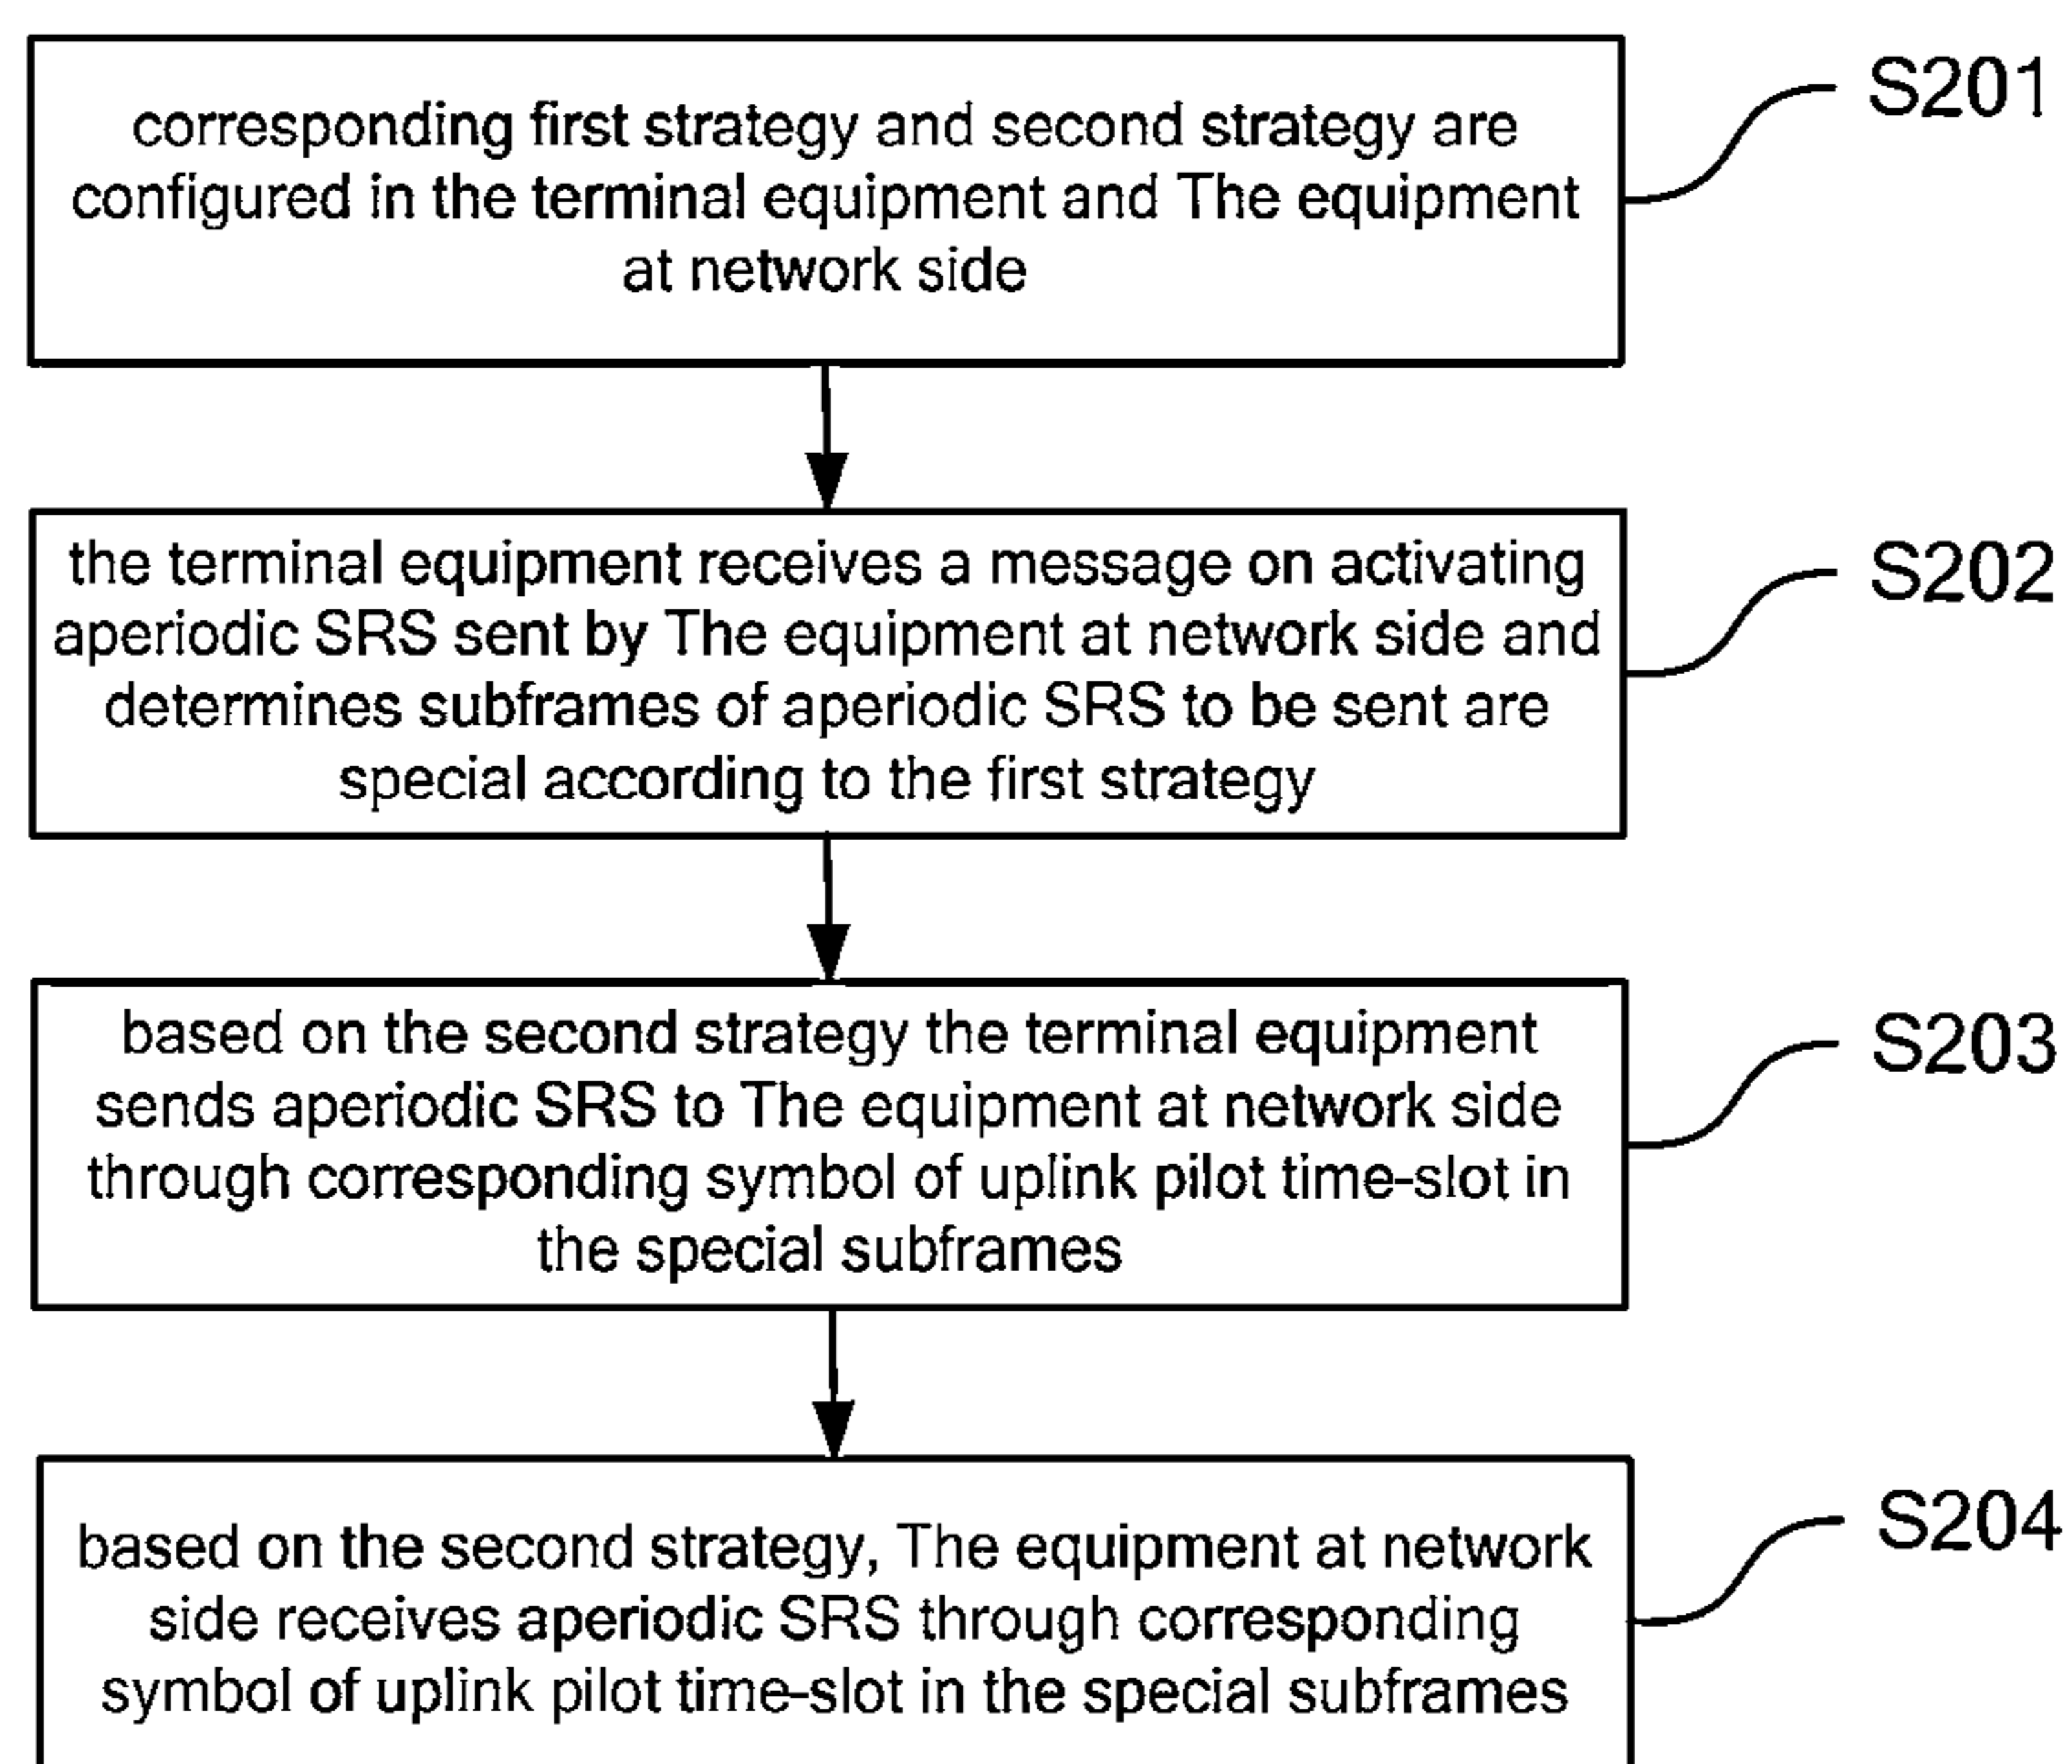 corresponding first strategy and second strategy are
configured in the terminal equipment and The equipment
at network side
S201
the terminal equipment receives a message on activating
aperiodic SRS sent by The equipment at network side and
determines subframes of aperiodic SRS to be sent are
special according to the first strategy
S202
based on the second strategy the terminal equipment
sends aperiodic SRS to The equipment at network side
through corresponding symbol of uplink pilot time-slot in
the special subframes
S203
based on the second strategy, The equipment at network
side receives aperiodic SRS through corresponding
symbol of uplink pilot time-slot in the special subframes
S204